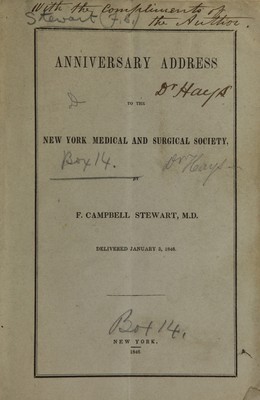 With the compliments of
Stewart (F.C.) the Author.
ANNIVERSARY ADDRESS
Dr Hays
D
TO THE
NEW YORK MEDICAL AND SURGICAL SOCIETY.
Box 14. Dr Hays
BY
F. CAMPBELL STEWART, M.D.
DELIVERED JANUARY 3, 1846.
Box 14.
NEW YORK.
1846